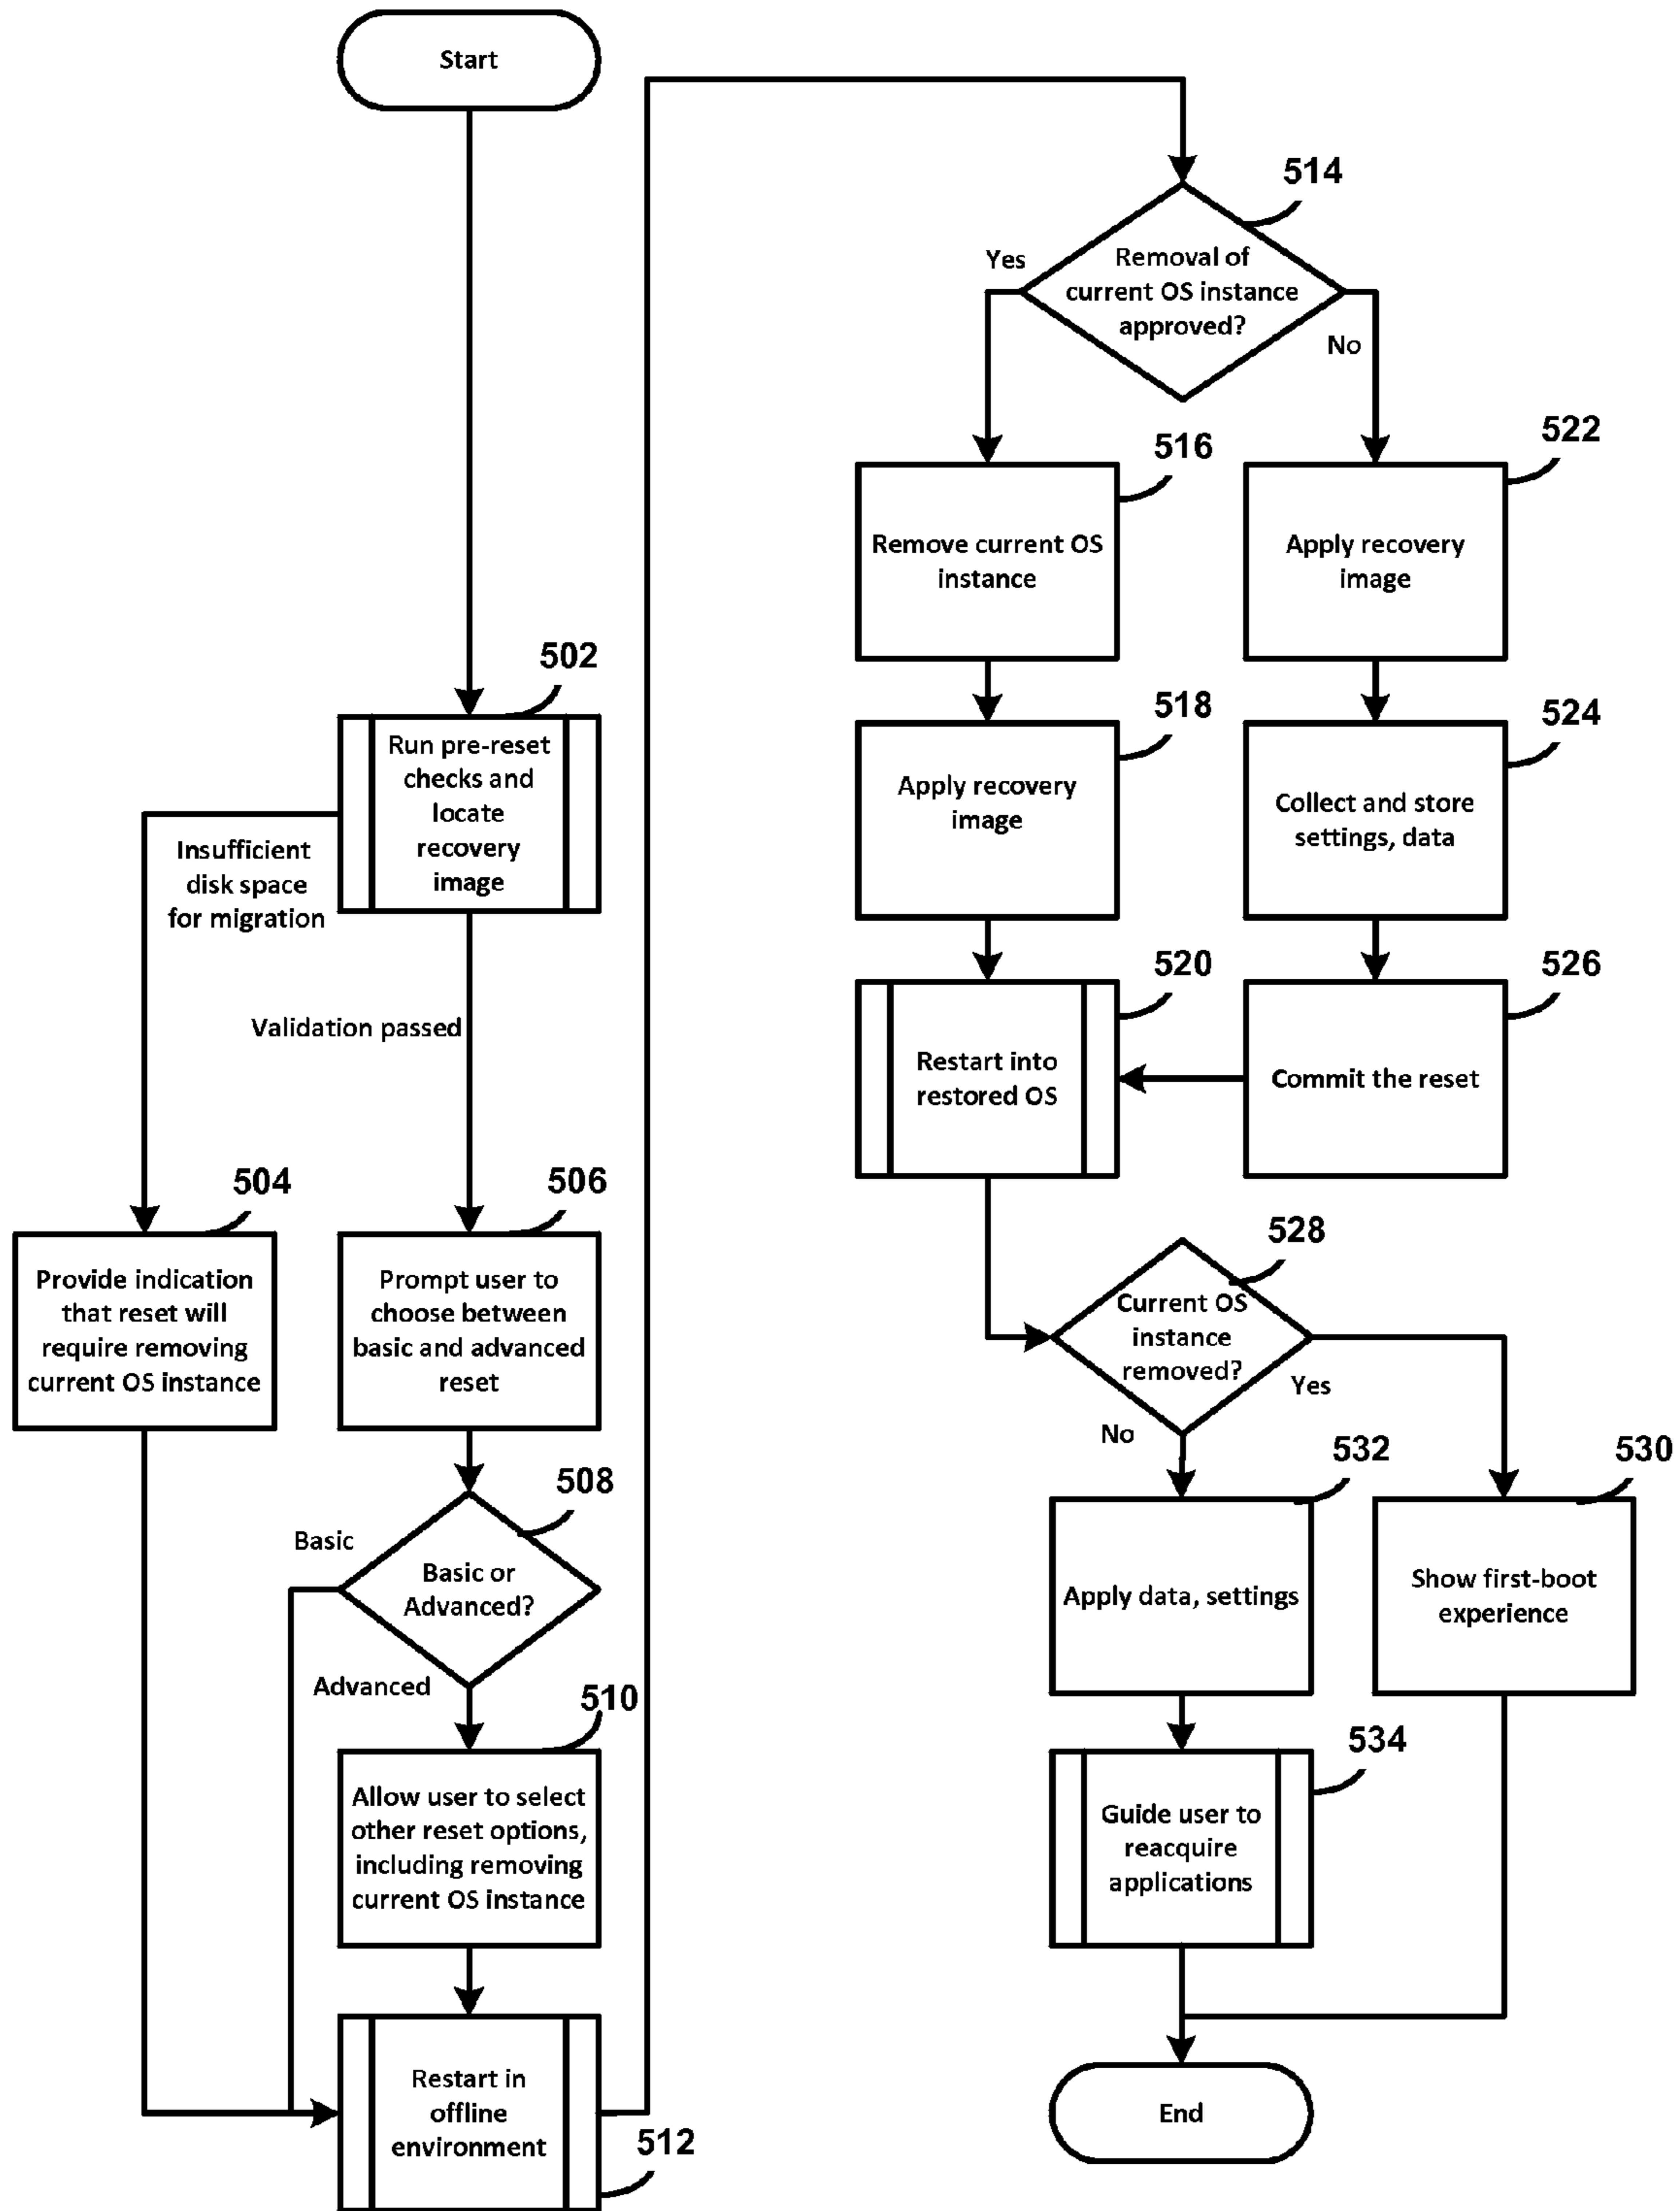 Start
502
Run pre-reset
checks and
locate
recovery
image
Insufficient
disk space
for migration
Validation passed
504
Provide indication
that reset will
require removing
current OS instance
506
Prompt user to
choose between
basic and advanced
reset
508
Basic
Basic or
Advanced?
Advanced
510
Allow user to select
other reset options,
including removing
current OS instance
Restart in
offline
environment
512
514
Yes
Removal of
current OS instance
approved?
No
516
Remove current OS
instance
522
Apply recovery
image
518
Apply recovery
image
524
Collect and store
settings, data
520
Restart into
restored OS
526
Commit the reset
528
Current OS
instance
removed?
Yes
No
532
Apply data, settings
530
Show first-boot
experience
534
Guide user to
reacquire
applications
End